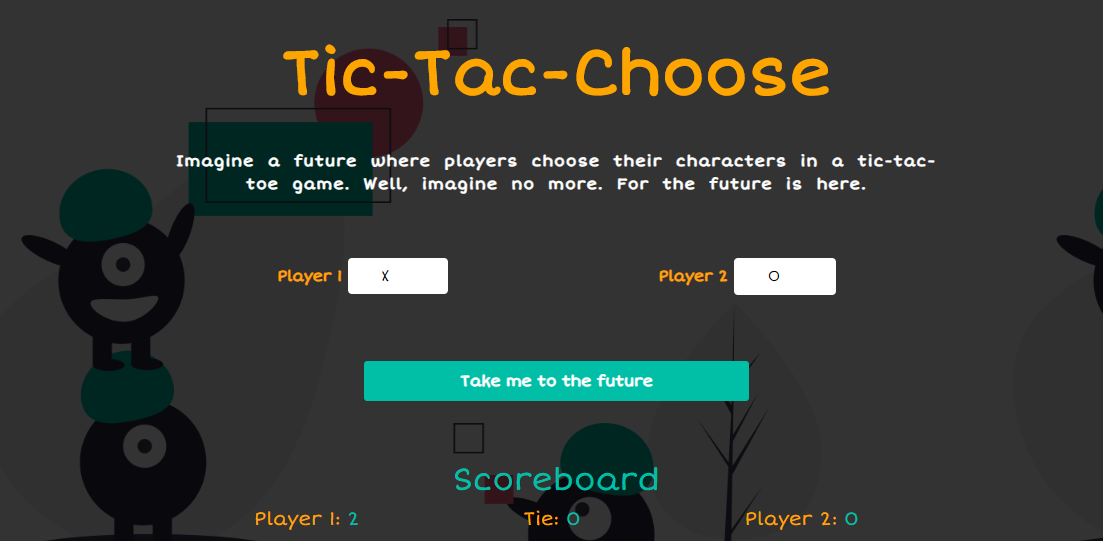 Tic-Tac-Choose
Imagine a future where players choose their characters in a tic-tac-
toe game. Well, imagine no more. For the future is here.
Player 1 X Player 2 O
Take me to the future
Scoreboard
Player 1: 2 Tie: 0 Player 2: 0